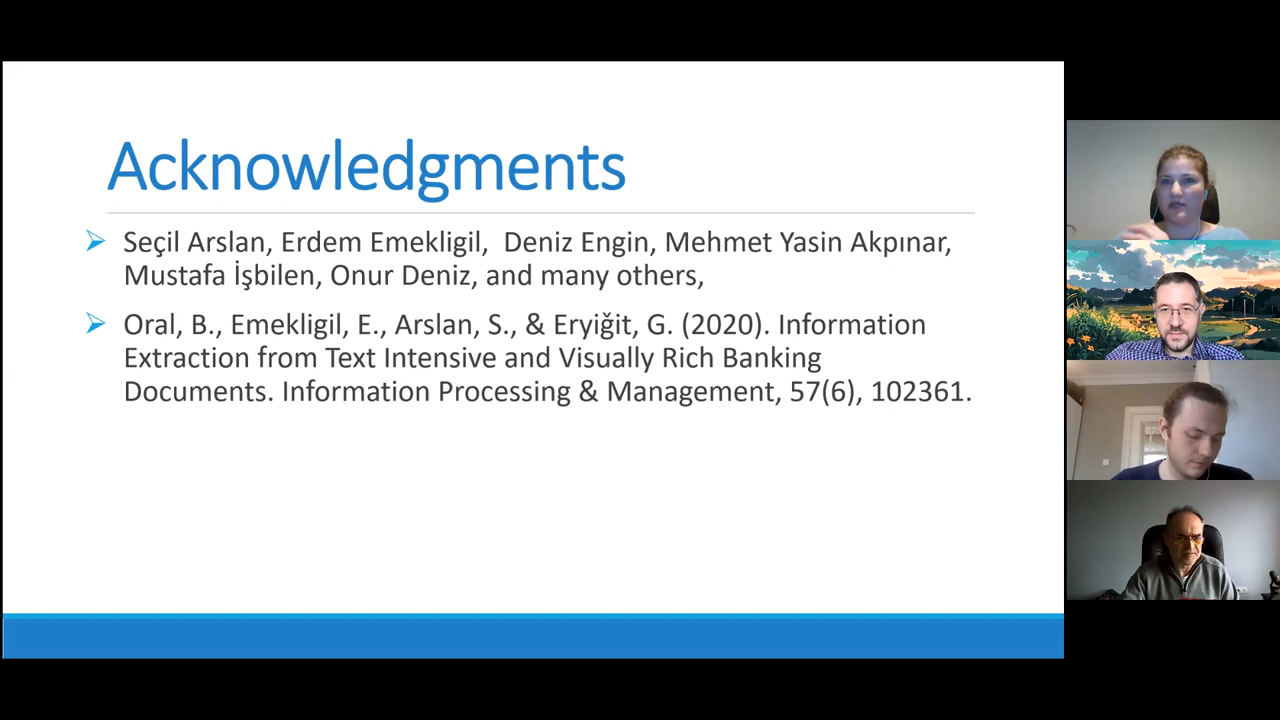 Acknowledgments
Seçil Arslan, Erdem Emekligil,  Deniz Engin, Mehmet Yasin Akpınar,
Mustafa İşbilen, Onur Deniz, and many others,
Oral, B., Emekligil, E., Arslan, S., & Eryiğit, G. (2020). Information
Extraction from Text Intensive and Visually Rich Banking
Documents. Information Processing & Management, 57(6), 102361.